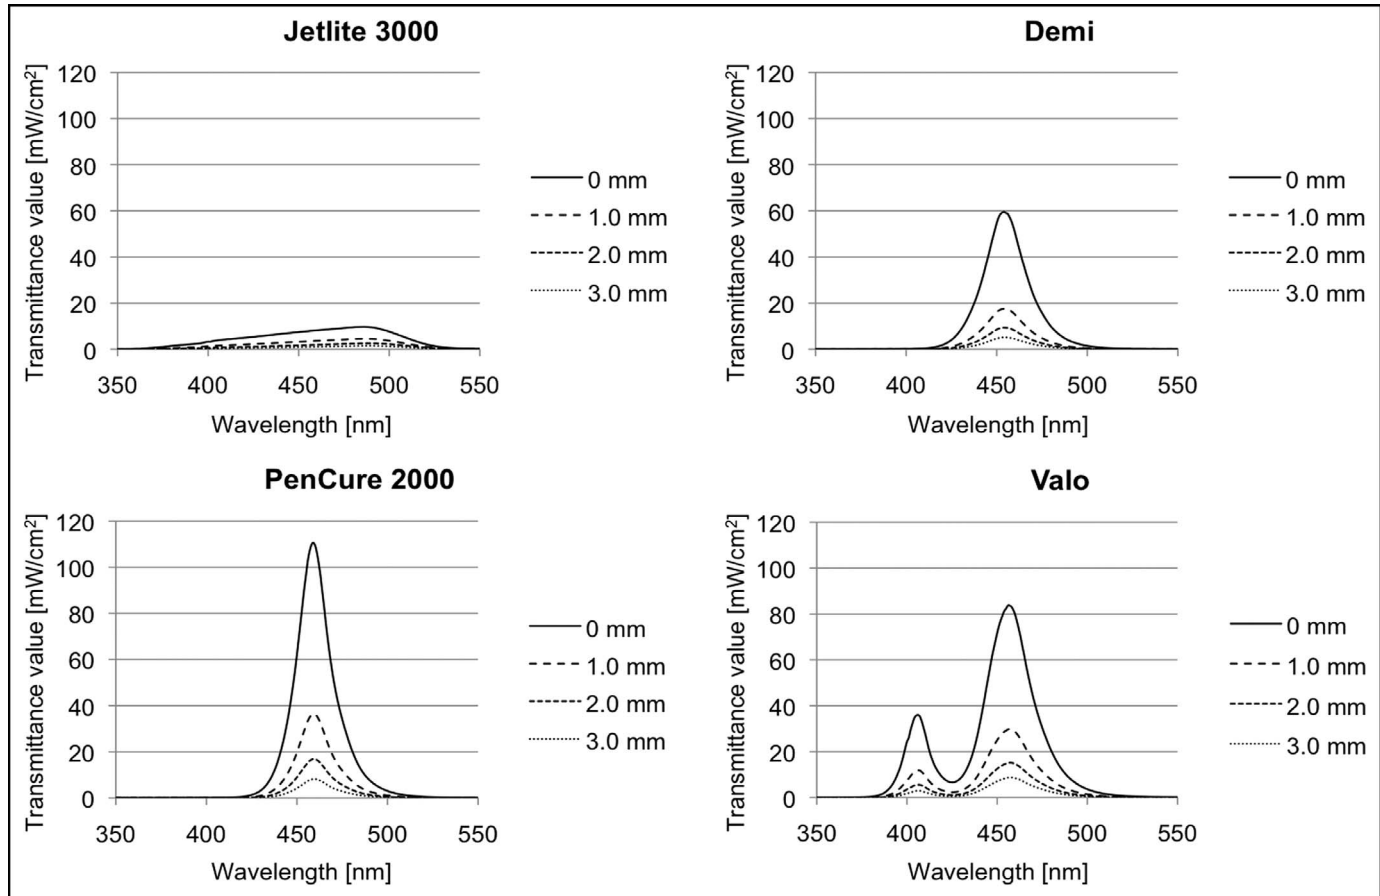 Jetlite 3000
Transmittance value [mW/cm²]
120
100
80
60
40
20
0
350 400 450 500 550
Wavelength [nm]
0 mm
1.0 mm
2.0 mm
3.0 mm
Demi
Transmittance value [mW/cm²]
120
100
80
60
40
20
0
350 400 450 500 550
Wavelength [nm]
0 mm
1.0 mm
2.0 mm
3.0 mm
PenCure 2000
Transmittance value [mW/cm²]
120
100
80
60
40
20
0
350 400 450 500 550
Wavelength [nm]
0 mm
1.0 mm
2.0 mm
3.0 mm
Valo
Transmittance value [mW/cm²]
120
100
80
60
40
20
0
350 400 450 500 550
Wavelength [nm]
0 mm
1.0 mm
2.0 mm
3.0 mm